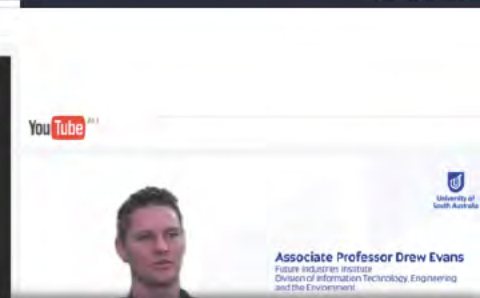 YouTube AU
University of
South Australia
Associate Professor Drew Evans
Future Industries Institute
Division of Information Technology, Engineering
and the Environment